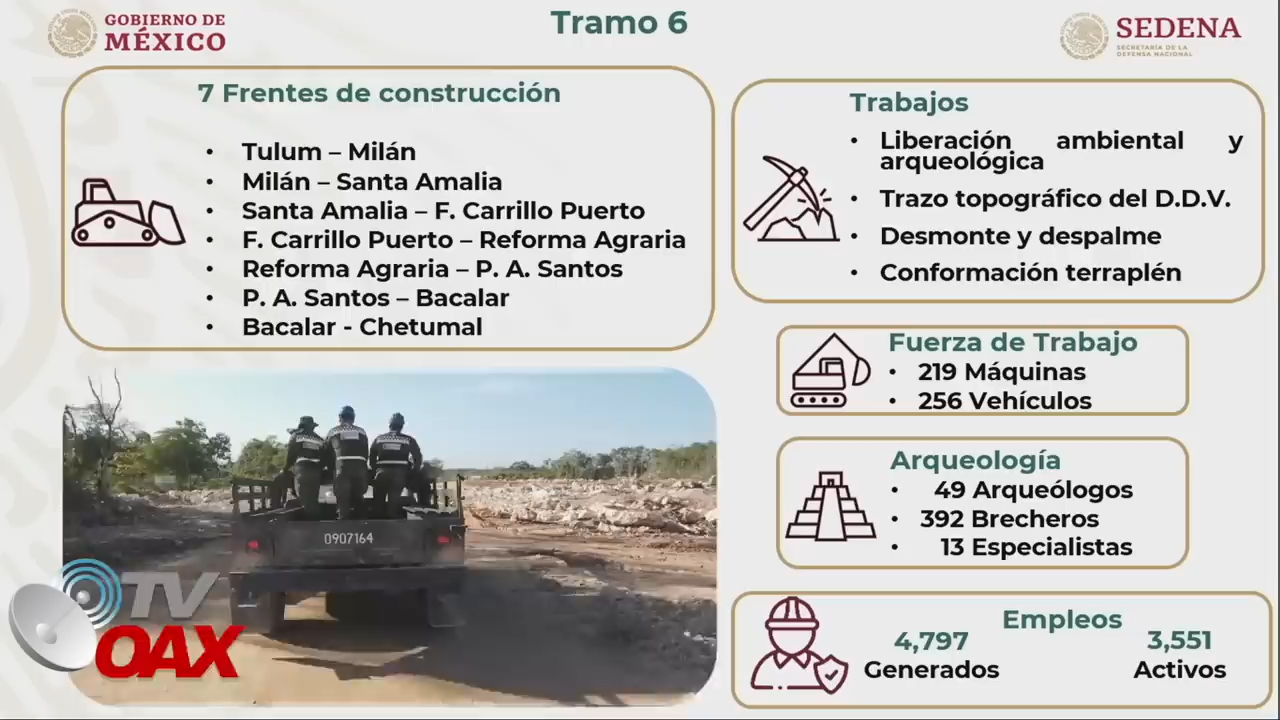 GOBIERNO DE
MÉXICO
Tramo 6
SEDENA
SECRETARÍA DE LA
DEFENSA NACIONAL
7 Frentes de construcción
• Tulum – Milán
• Milán – Santa Amalia
• Santa Amalia – F. Carrillo Puerto
• F. Carrillo Puerto – Reforma Agraria
• Reforma Agraria – P. A. Santos
• P. A. Santos – Bacalar
• Bacalar - Chetumal
Trabajos
• Liberación ambiental y
arqueológica
• Trazo topográfico del D.D.V.
• Desmonte y despalme
• Conformación terraplén
Fuerza de Trabajo
• 219 Máquinas
• 256 Vehículos
Arqueología
• 49 Arqueólogos
• 392 Brecheros
• 13 Especialistas
Empleos
4,797
Generados
3,551
Activos
0907164
TV
OAX